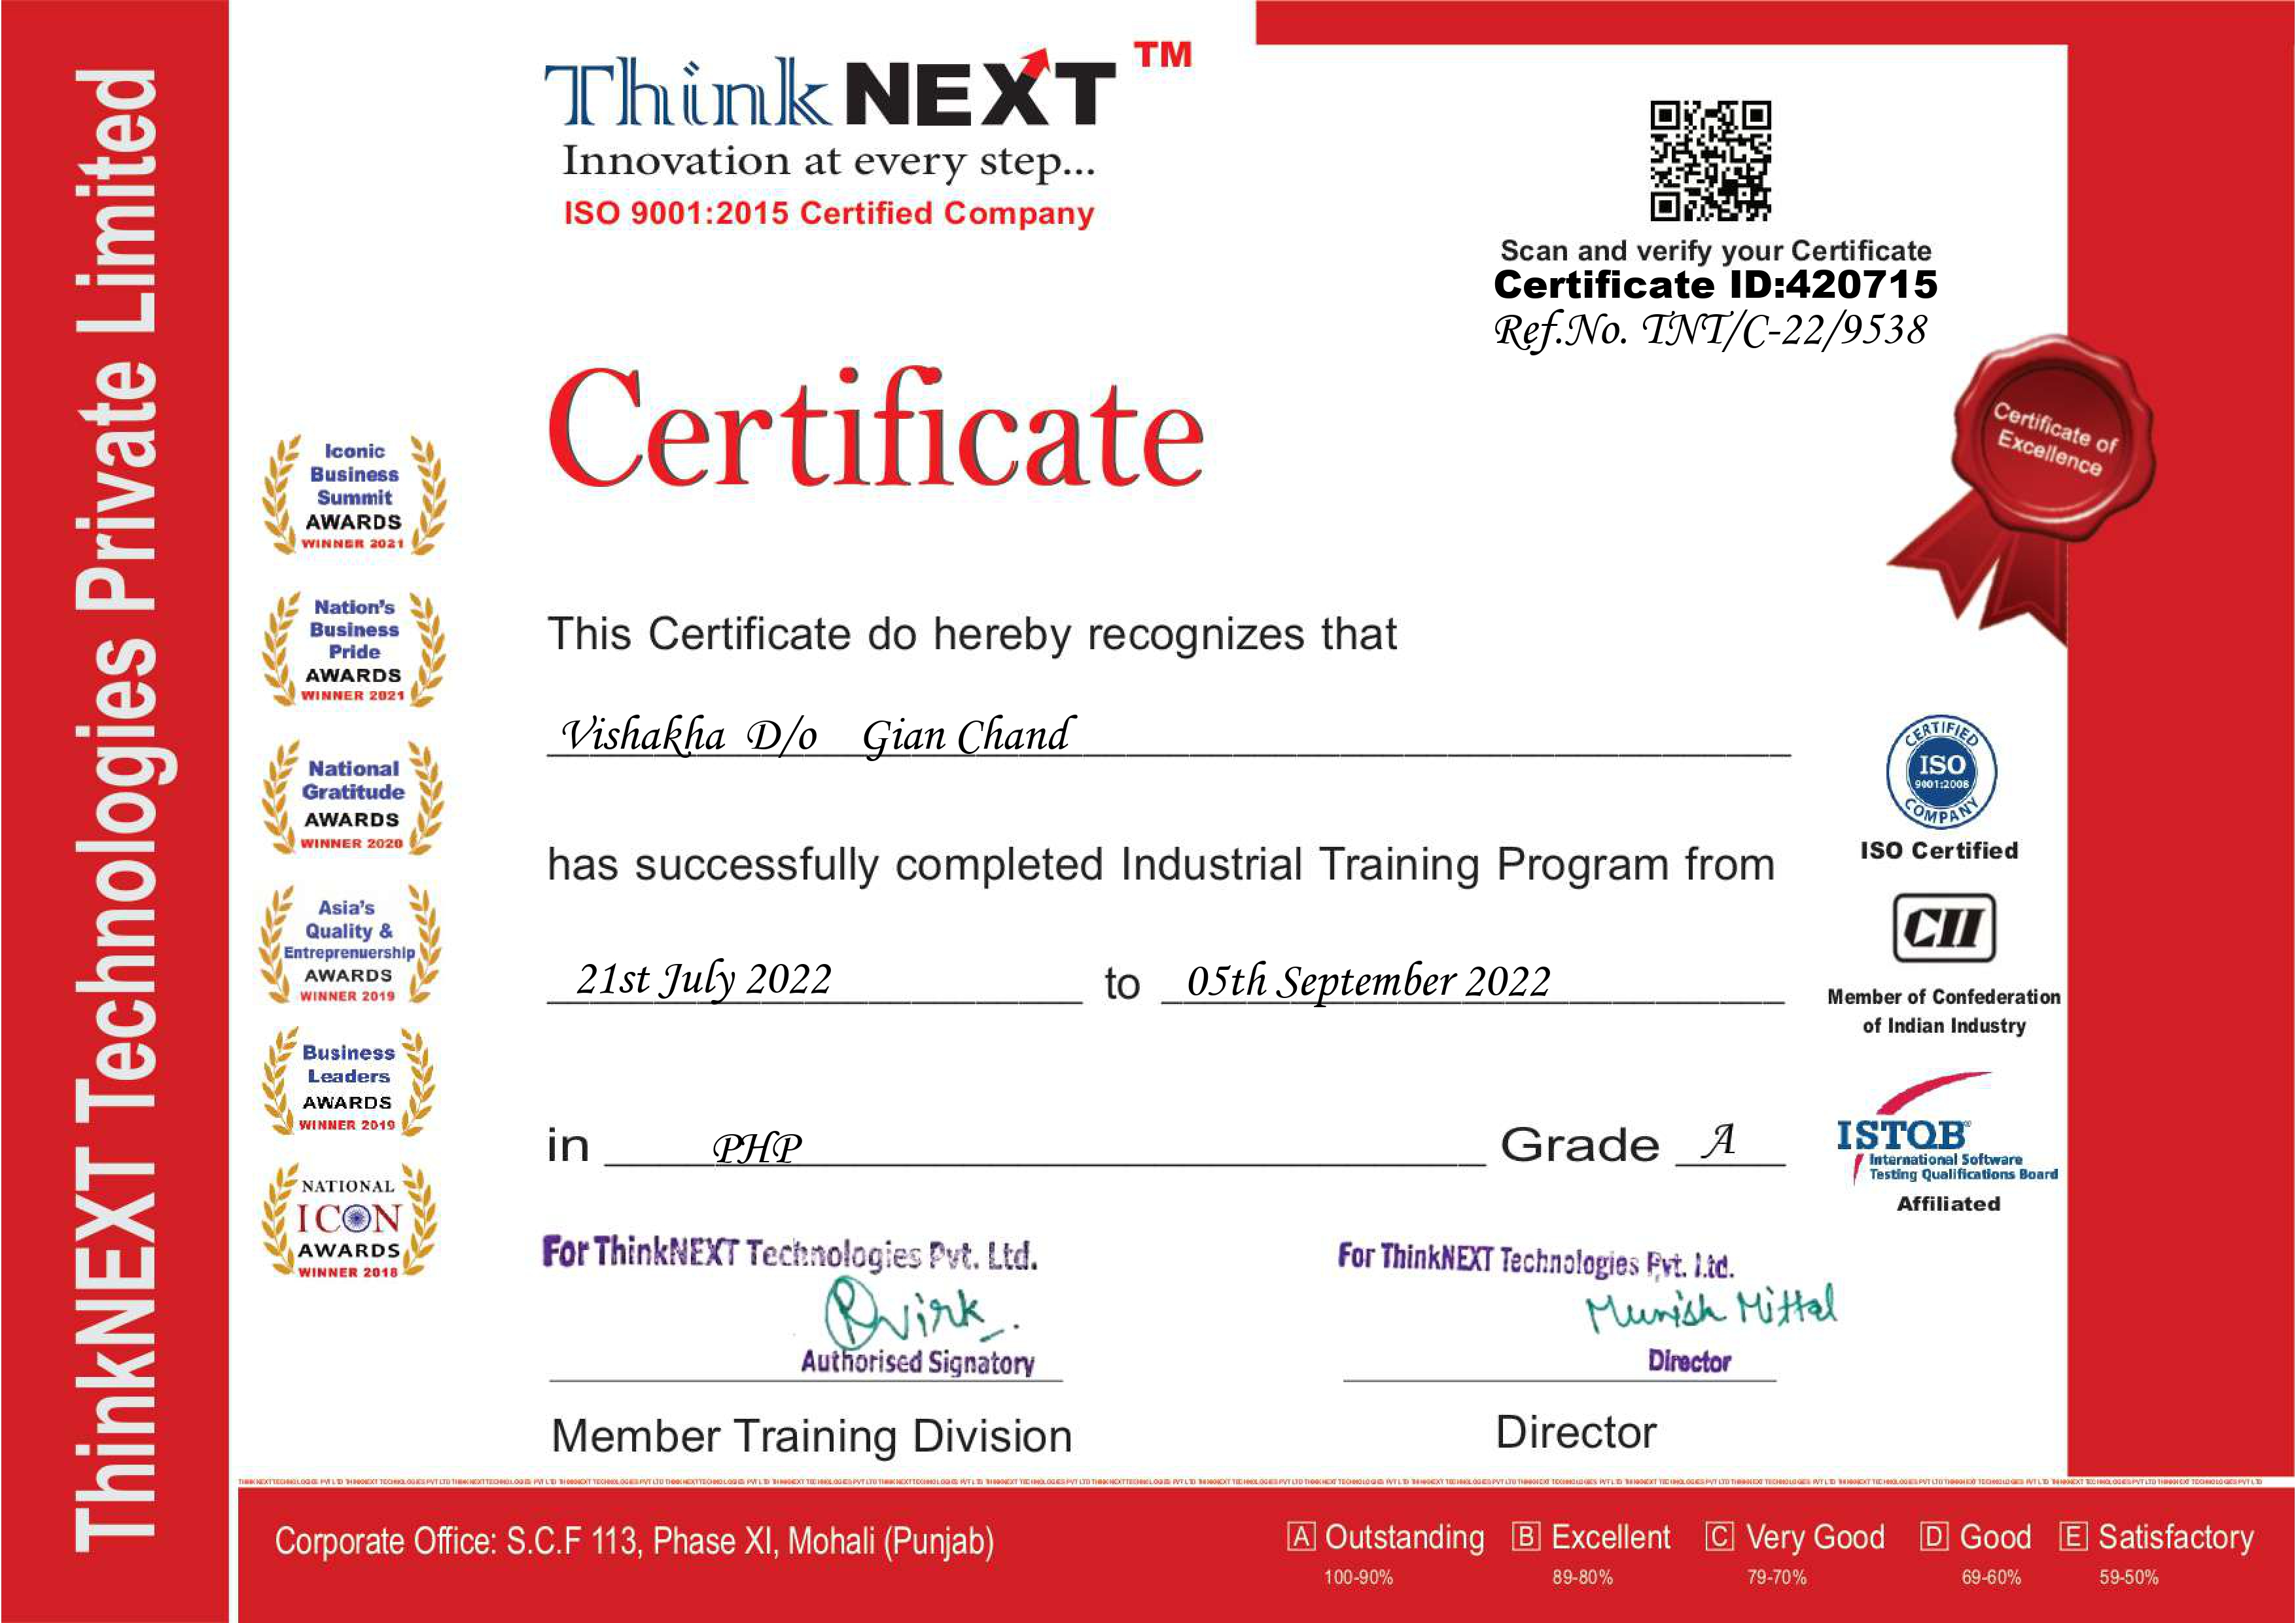 ThinkNEXT Technologies Private Limited
ThinkNEXT TM
Innovation at every step...
ISO 9001:2015 Certified Company
Scan and verify your Certificate
Certificate ID:420715
Ref.No. TNT/C-22/9538
Certificate
Certificate of
Excellence
Iconic
Business
Summit
AWARDS
WINNER 2021
Nation's
Business
Pride
AWARDS
WINNER 2021
National
Gratitude
AWARDS
WINNER 2020
Asia's
Quality &
Entreprenuership
AWARDS
WINNER 2019
Business
Leaders
AWARDS
WINNER 2019
NATIONAL
ICON
AWARDS
WINNER 2018
This Certificate do hereby recognizes that
Vishakha D/o Gian Chand
has successfully completed Industrial Training Program from
21st July 2022 to 05th September 2022
in PHP Grade A
CERTIFIED
ISO
9001:2008
COMPANY
ISO Certified
CII
Member of Confederation
of Indian Industry
ISTQB®
International Software
Testing Qualifications Board
Affiliated
For ThinkNEXT Technologies Pvt. Ltd.
Authorised Signatory
Member Training Division
For ThinkNEXT Technologies Pvt. Ltd.
Munish Mittal
Director
Director
Corporate Office: S.C.F 113, Phase XI, Mohali (Punjab)
A Outstanding B Excellent C Very Good D Good E Satisfactory
100-90% 89-80% 79-70% 69-60% 59-50%